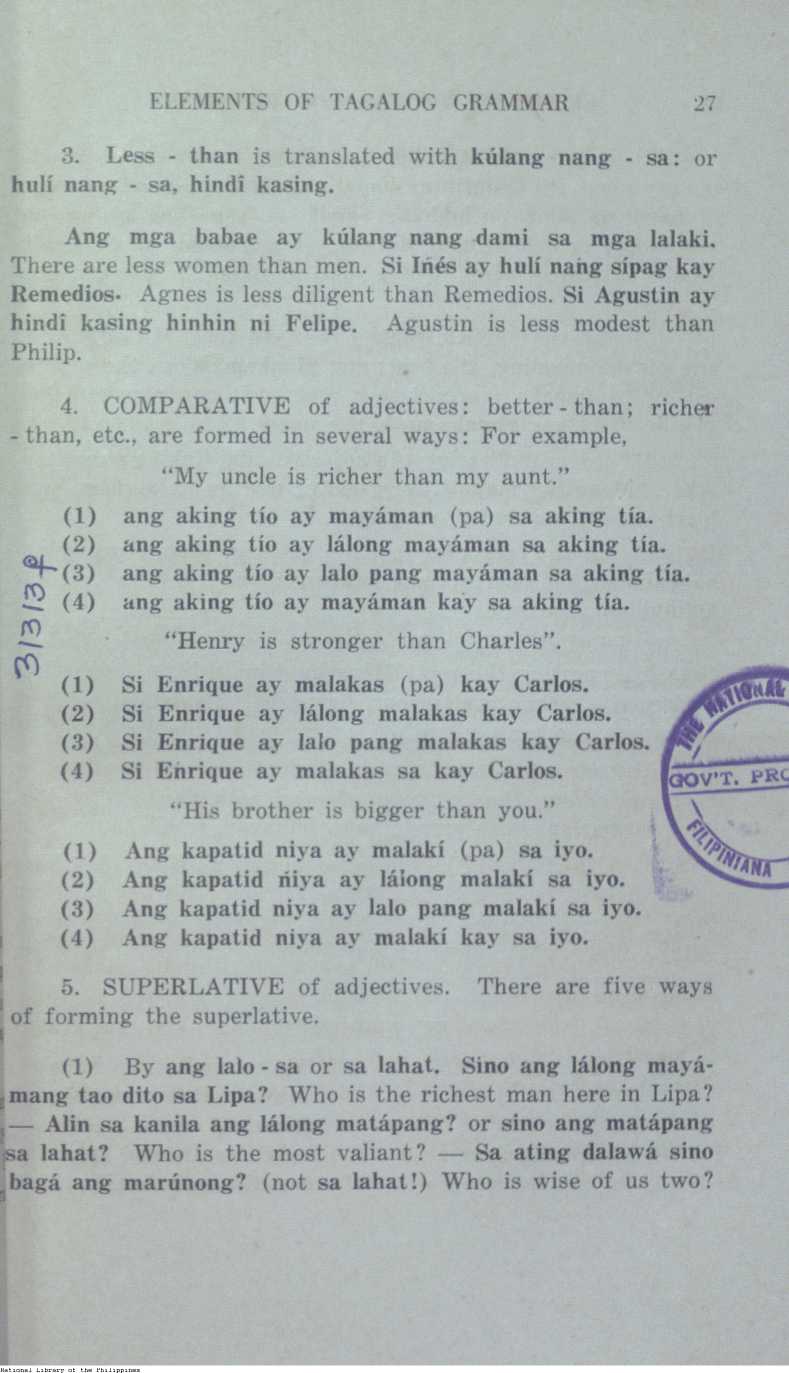 ELEMENTS OF TAGALOG GRAMMAR 27
3. Less - than is translated with kúlang nang - sa: or
hulí nang - sa, hindî kasing.
Ang mga babae ay kúlang nang dami sa mga lalaki.
There are less women than men. Si Iñés ay hulí nang sípag kay
Remedios. Agnes is less diligent than Remedios. Si Agustin ay
hindî kasing hinhin ni Felipe. Agustin is less modest than
Philip.
4. COMPARATIVE of adjectives: better - than; richer
- than, etc., are formed in several ways: For example,
“My uncle is richer than my aunt.”
(1) ang aking tío ay mayáman (pa) sa aking tía.
(2) ang aking tío ay lálong mayáman sa aking tía.
(3) ang aking tío ay lalo pang mayáman sa aking tía.
(4) ang aking tío ay mayáman kay sa aking tía.
“Henry is stronger than Charles”.
(1) Si Enrique ay malakas (pa) kay Carlos.
(2) Si Enrique ay lálong malakas kay Carlos.
(3) Si Enrique ay lalo pang malakas kay Carlos.
(4) Si Enrique ay malakas sa kay Carlos.
“His brother is bigger than you.”
(1) Ang kapatid niya ay malakí (pa) sa iyo.
(2) Ang kapatid niya ay lálong malakí sa iyo.
(3) Ang kapatid niya ay lalo pang malakí sa iyo.
(4) Ang kapatid niya ay malakí kay sa iyo.
5. SUPERLATIVE of adjectives. There are five ways
of forming the superlative.
(1) By ang lalo - sa or sa lahat. Sino ang lálong mayá-
mang tao dito sa Lipa? Who is the richest man here in Lipa?
— Alin sa kanila ang lálong matápang? or sino ang matápang
sa lahat? Who is the most valiant? — Sa ating dalawá sino
bagá ang marúnong? (not sa lahat!) Who is wise of us two?
THE NATIONAL
GOV'T. PRO
FILIPINIANA
National Library of the Philippines